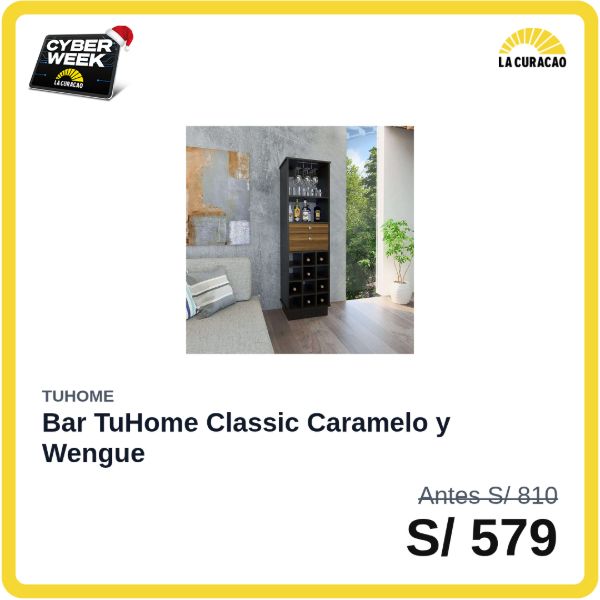 CYBER
WEEK
LA CURACAO
LA CURACAO
TUHOME
Bar TuHome Classic Caramelo y
Wengue
Antes S/ 810
S/ 579